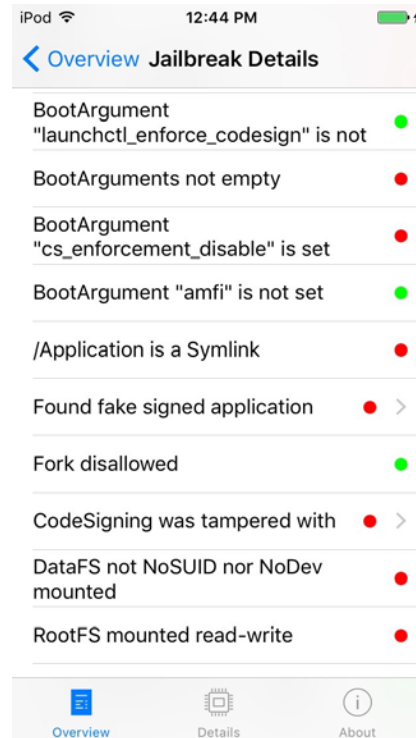 iPod 12:44 PM
Overview Jailbreak Details
BootArgument
"launchctl_enforce_codesign" is not
BootArguments not empty
BootArgument
"cs_enforcement_disable" is set
BootArgument "amfi" is not set
/Application is a Symlink
Found fake signed application
Fork disallowed
CodeSigning was tampered with
DataFS not NoSUID nor NoDev
mounted
RootFS mounted read-write
Overview Details About